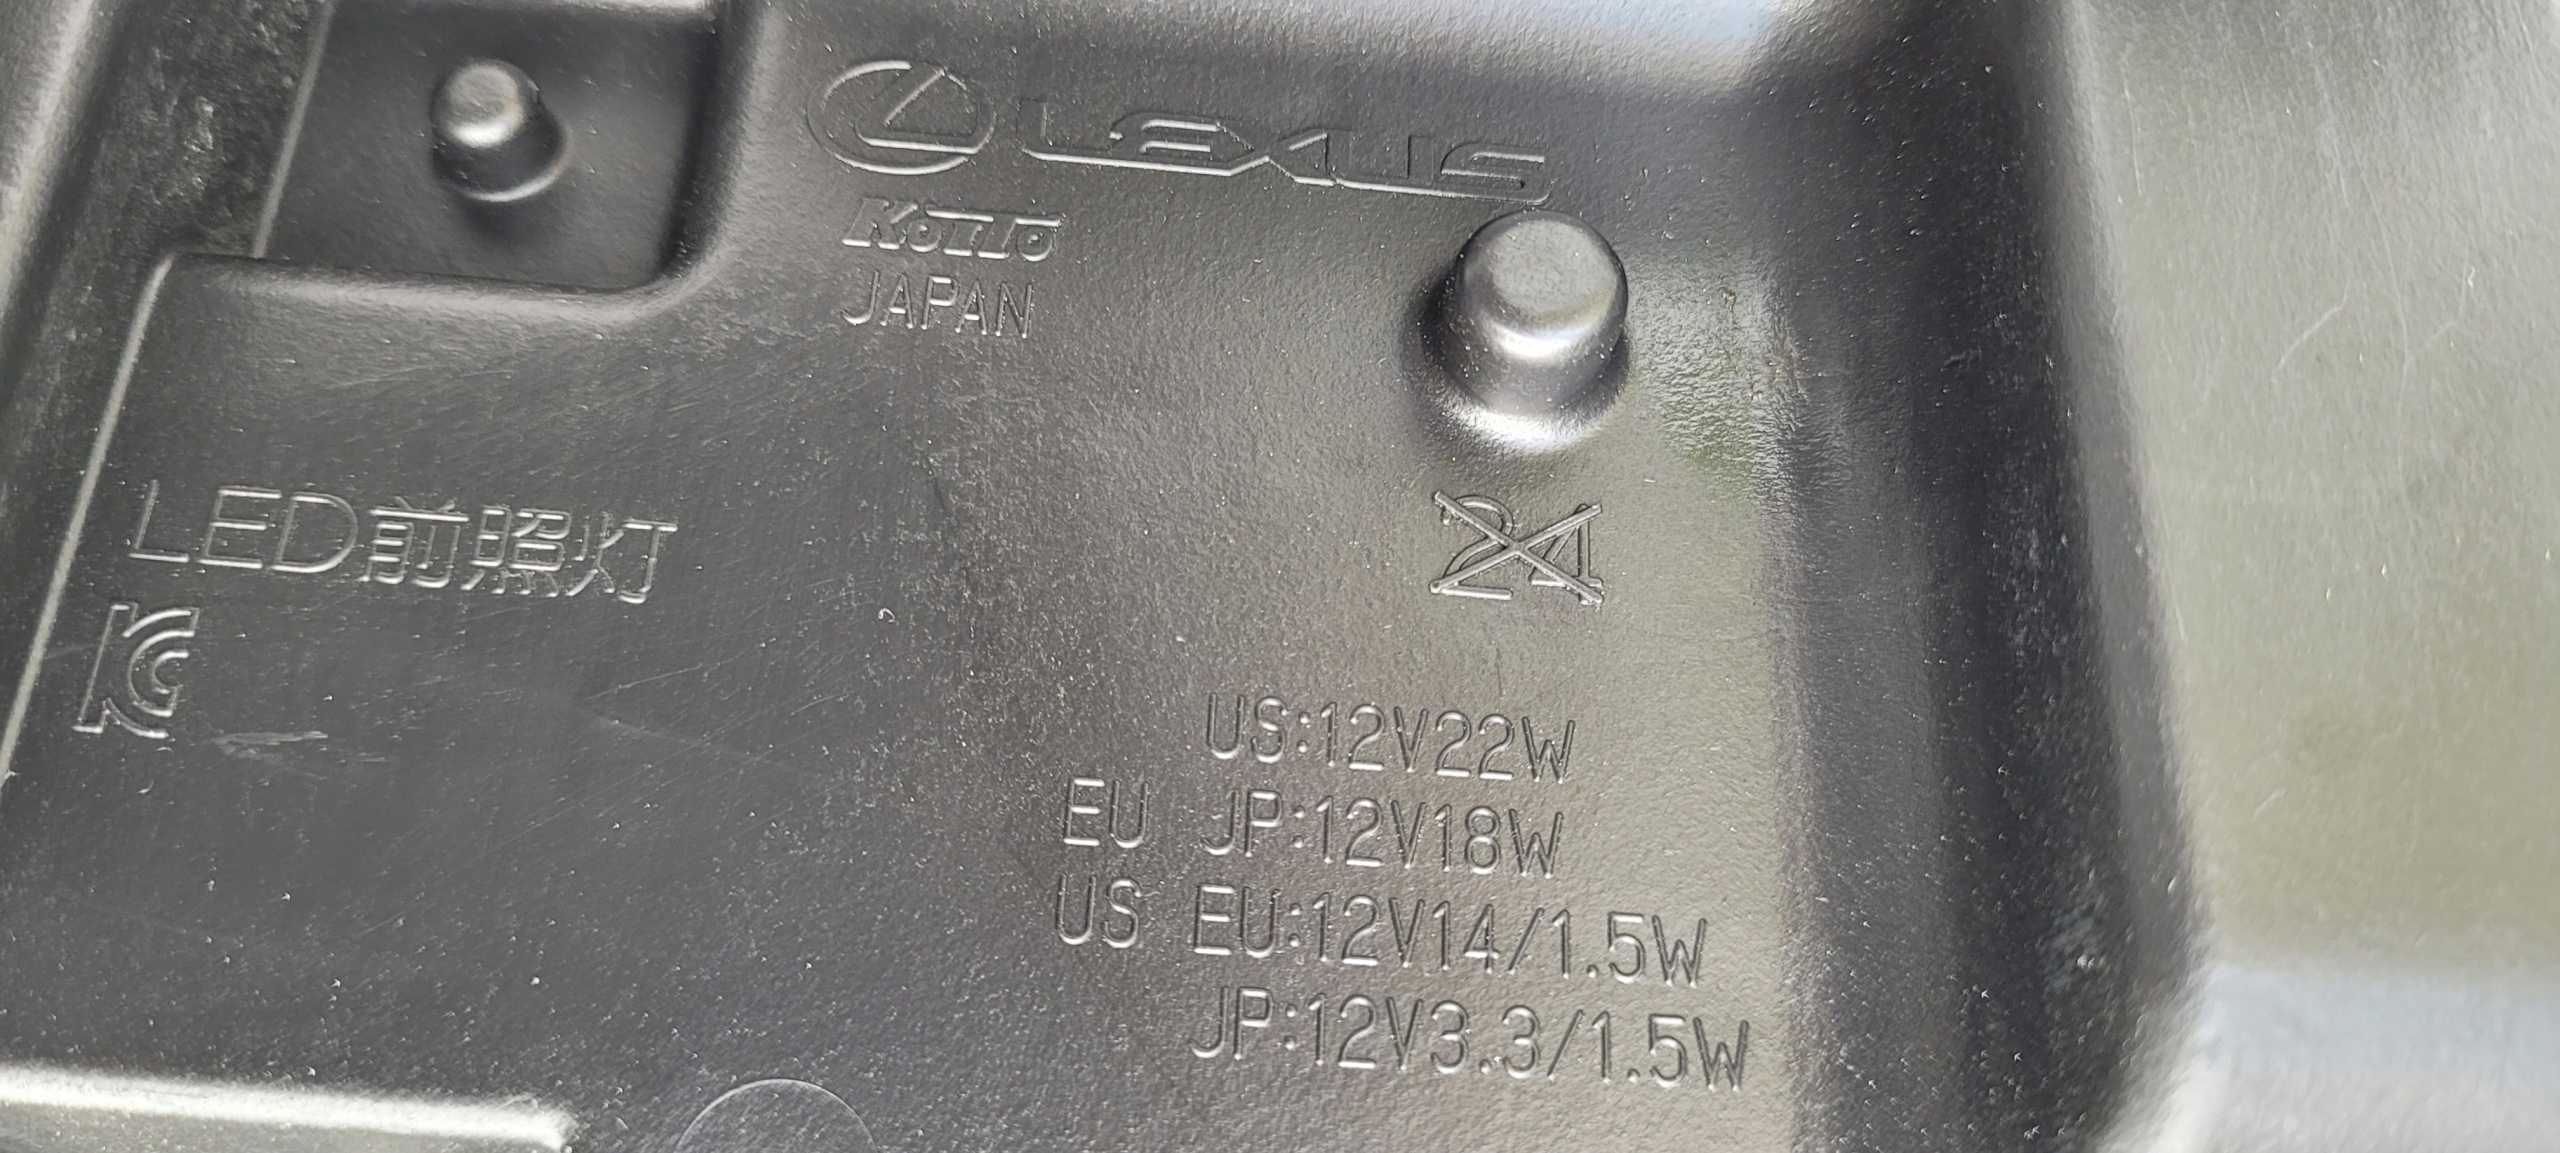 LEXUS
KOITO
JAPAN
LED前照灯
24
US:12V22W
EU JP:12V18W
US EU:12V14/1.5W
JP:12V3.3/1.5W